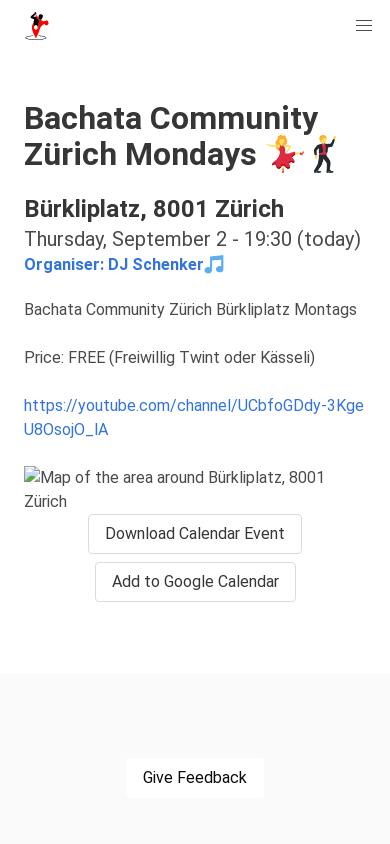 Bachata Community
Zürich Mondays 💃🕺
Bürkliplatz, 8001 Zürich
Thursday, September 2 - 19:30 (today)
Organiser: DJ Schenker🎵
Bachata Community Zürich Bürkliplatz Montags
Price: FREE (Freiwillig Twint oder Kässeli)
https://youtube.com/channel/UCbfoGDdy-3Kge
U8OsojO_lA
Map of the area around Bürkliplatz, 8001
Zürich
Download Calendar Event
Add to Google Calendar
Give Feedback